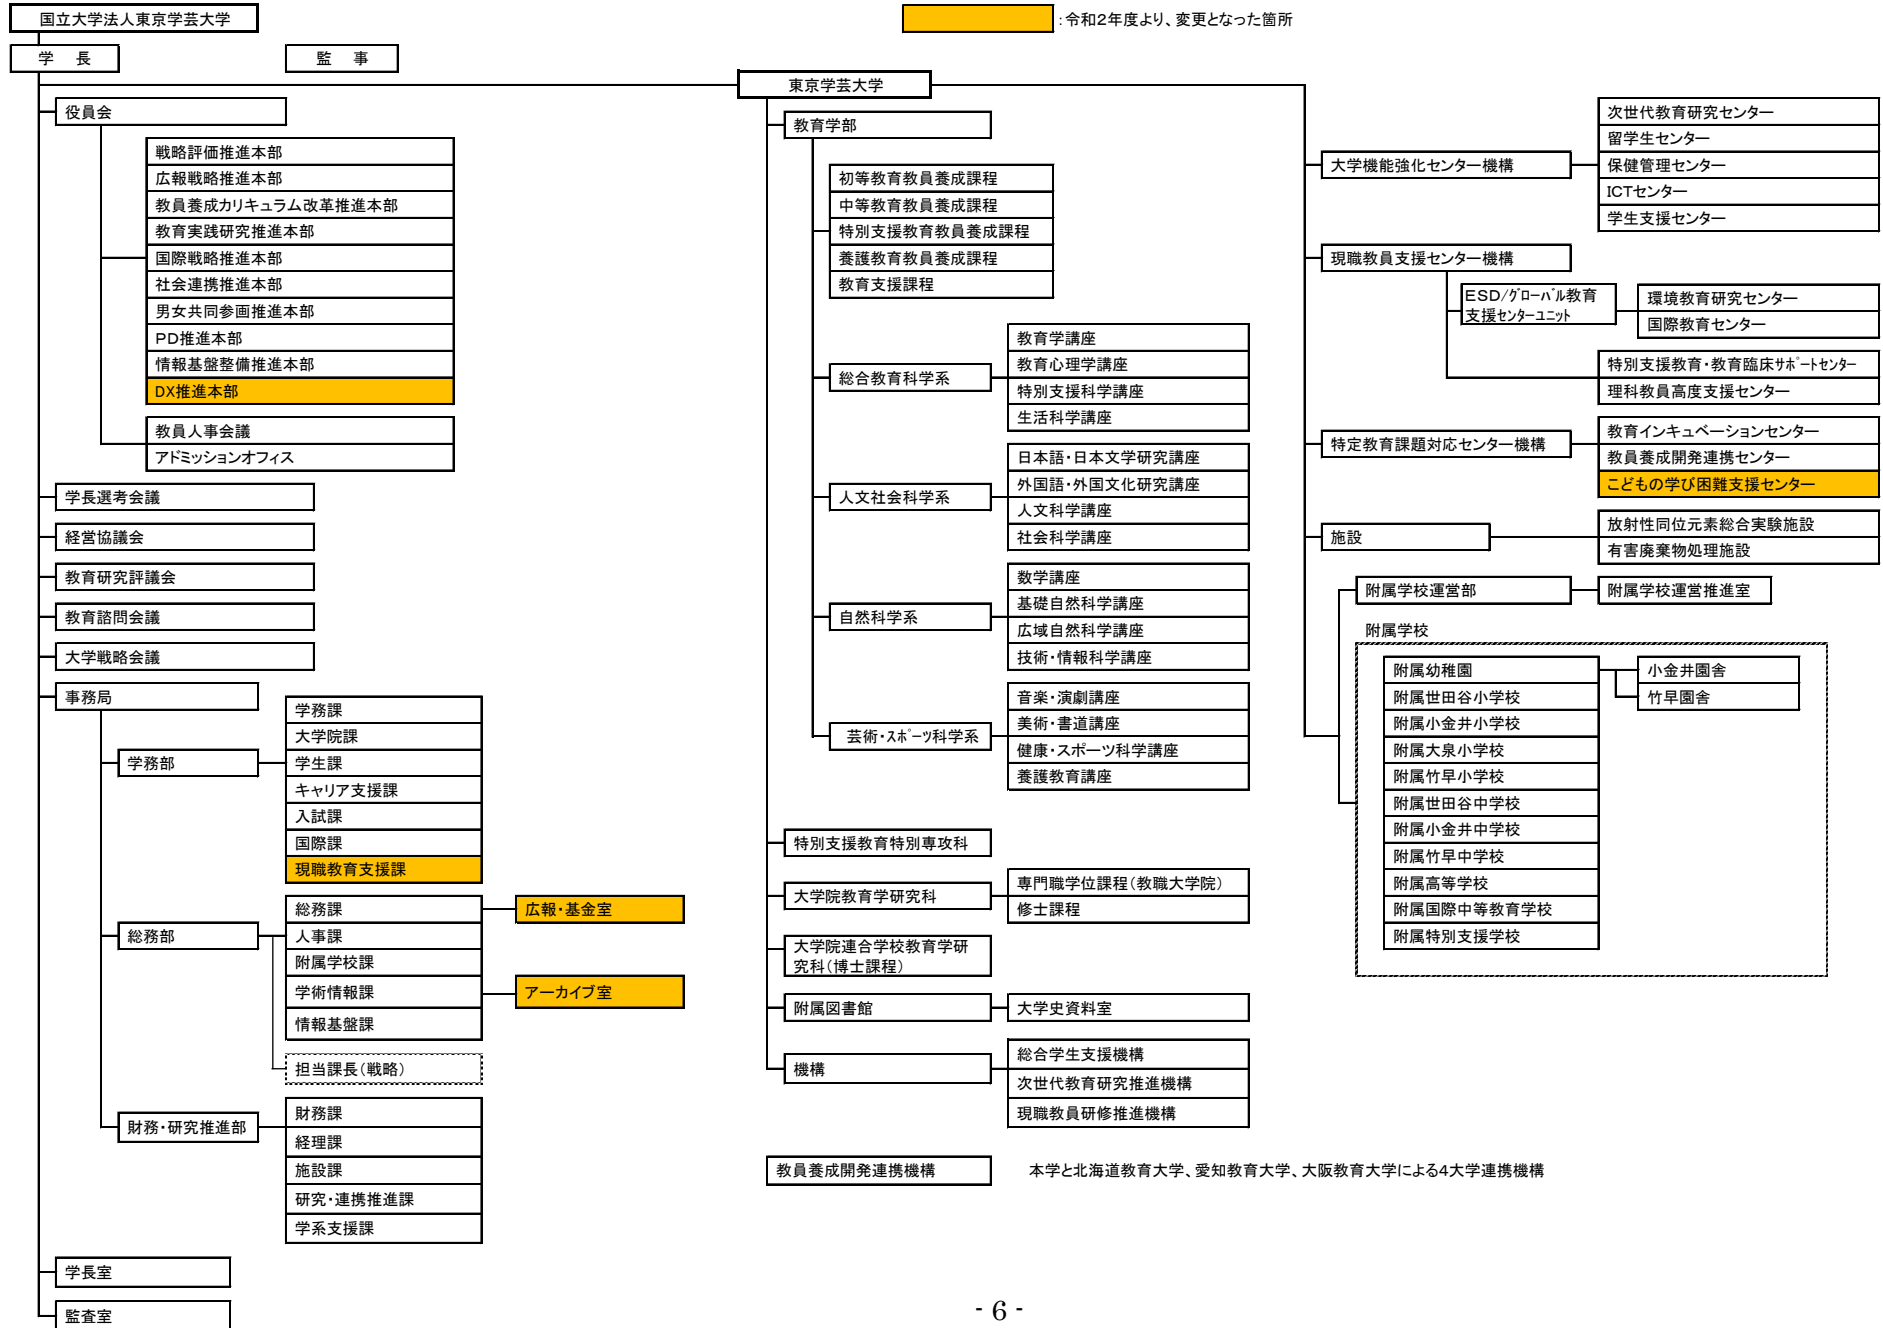 国立大学法人東京学芸大学
:令和2年度より、変更となった箇所
学 長
監 事
役員会
戦略評価推進本部
広報戦略推進本部
教員養成カリキュラム改革推進本部
教育実践研究推進本部
国際戦略推進本部
社会連携推進本部
男女共同参画推進本部
PD推進本部
情報基盤整備推進本部
DX推進本部
教員人事会議
アドミッションオフィス
学長選考会議
経営協議会
教育研究評議会
教育諮問会議
大学戦略会議
事務局
学務部
学務課
大学院課
学生課
キャリア支援課
入試課
国際課
現職教育支援課
総務部
総務課
人事課
附属学校課
学術情報課
情報基盤課
広報・基金室
アーカイブ室
担当課長(戦略)
財務・研究推進部
財務課
経理課
施設課
研究・連携推進課
学系支援課
学長室
監査室
東京学芸大学
教育学部
初等教育教員養成課程
中等教育教員養成課程
特別支援教育教員養成課程
養護教育教員養成課程
教育支援課程
総合教育科学系
教育学講座
教育心理学講座
特別支援科学講座
生活科学講座
人文社会科学系
日本語・日本文学研究講座
外国語・外国文化研究講座
人文科学講座
社会科学講座
自然科学系
数学講座
基礎自然科学講座
広域自然科学講座
技術・情報科学講座
芸術・スポーツ科学系
音楽・演劇講座
美術・書道講座
健康・スポーツ科学講座
養護教育講座
特別支援教育特別専攻科
大学院教育学研究科
専門職学位課程(教職大学院)
修士課程
大学院連合学校教育学研
究科(博士課程)
附属図書館
大学史資料室
機構
総合学生支援機構
次世代教育研究推進機構
現職教員研修推進機構
教員養成開発連携機構
本学と北海道教育大学、愛知教育大学、大阪教育大学による4大学連携機構
大学機能強化センター機構
次世代教育研究センター
留学生センター
保健管理センター
ICTセンター
学生支援センター
現職教員支援センター機構
ESD/グローバル教育
支援センターユニット
環境教育研究センター
国際教育センター
特別支援教育・教育臨床サポートセンター
理科教員高度支援センター
特定教育課題対応センター機構
教育インキュベーションセンター
教員養成開発連携センター
こどもの学び困難支援センター
施設
放射性同位元素総合実験施設
有害廃棄物処理施設
附属学校運営部
附属学校運営推進室
附属学校
附属幼稚園
附属世田谷小学校
附属小金井小学校
附属大泉小学校
附属竹早小学校
附属世田谷中学校
附属小金井中学校
附属竹早中学校
附属高等学校
附属国際中等教育学校
附属特別支援学校
小金井園舎
竹早園舎
- 6 -